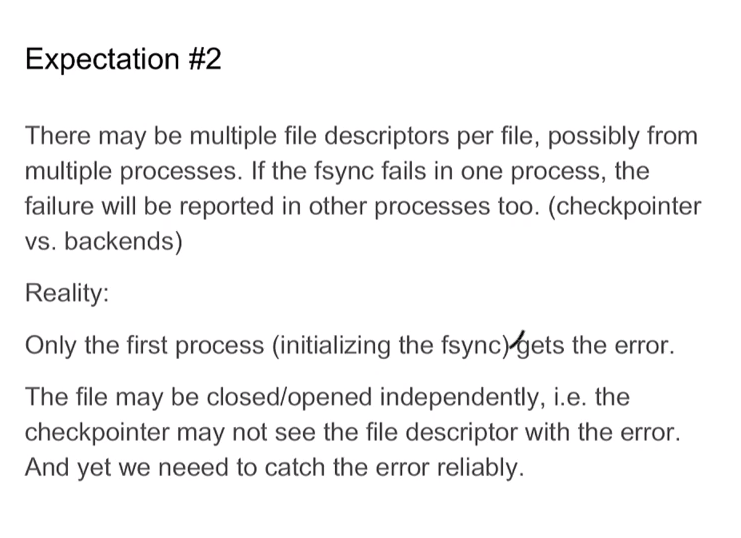 Expectation #2
There may be multiple file descriptors per file, possibly from
multiple processes. If the fsync fails in one process, the
failure will be reported in other processes too. (checkpointer
vs. backends)
Reality:
Only the first process (initializing the fsync) gets the error.
The file may be closed/opened independently, i.e. the
checkpointer may not see the file descriptor with the error.
And yet we neeed to catch the error reliably.